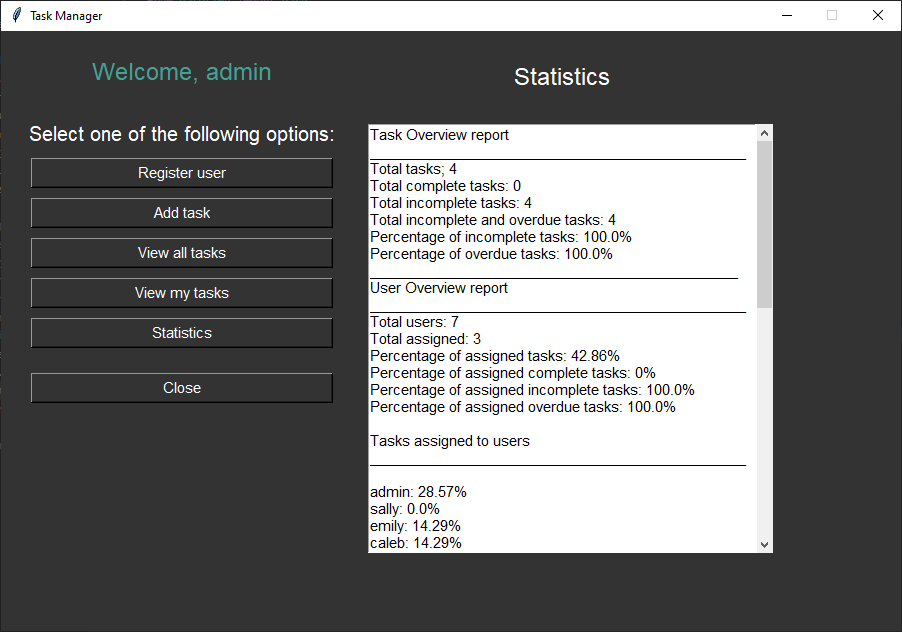 Task Manager
Welcome, admin
Select one of the following options:
Register user
Add task
View all tasks
View my tasks
Statistics
Close
Statistics
Task Overview report
Total tasks; 4
Total complete tasks: 0
Total incomplete tasks: 4
Total incomplete and overdue tasks: 4
Percentage of incomplete tasks: 100.0%
Percentage of overdue tasks: 100.0%
User Overview report
Total users: 7
Total assigned: 3
Percentage of assigned tasks: 42.86%
Percentage of assigned complete tasks: 0%
Percentage of assigned incomplete tasks: 100.0%
Percentage of assigned overdue tasks: 100.0%
Tasks assigned to users
admin: 28.57%
sally: 0.0%
emily: 14.29%
caleb: 14.29%